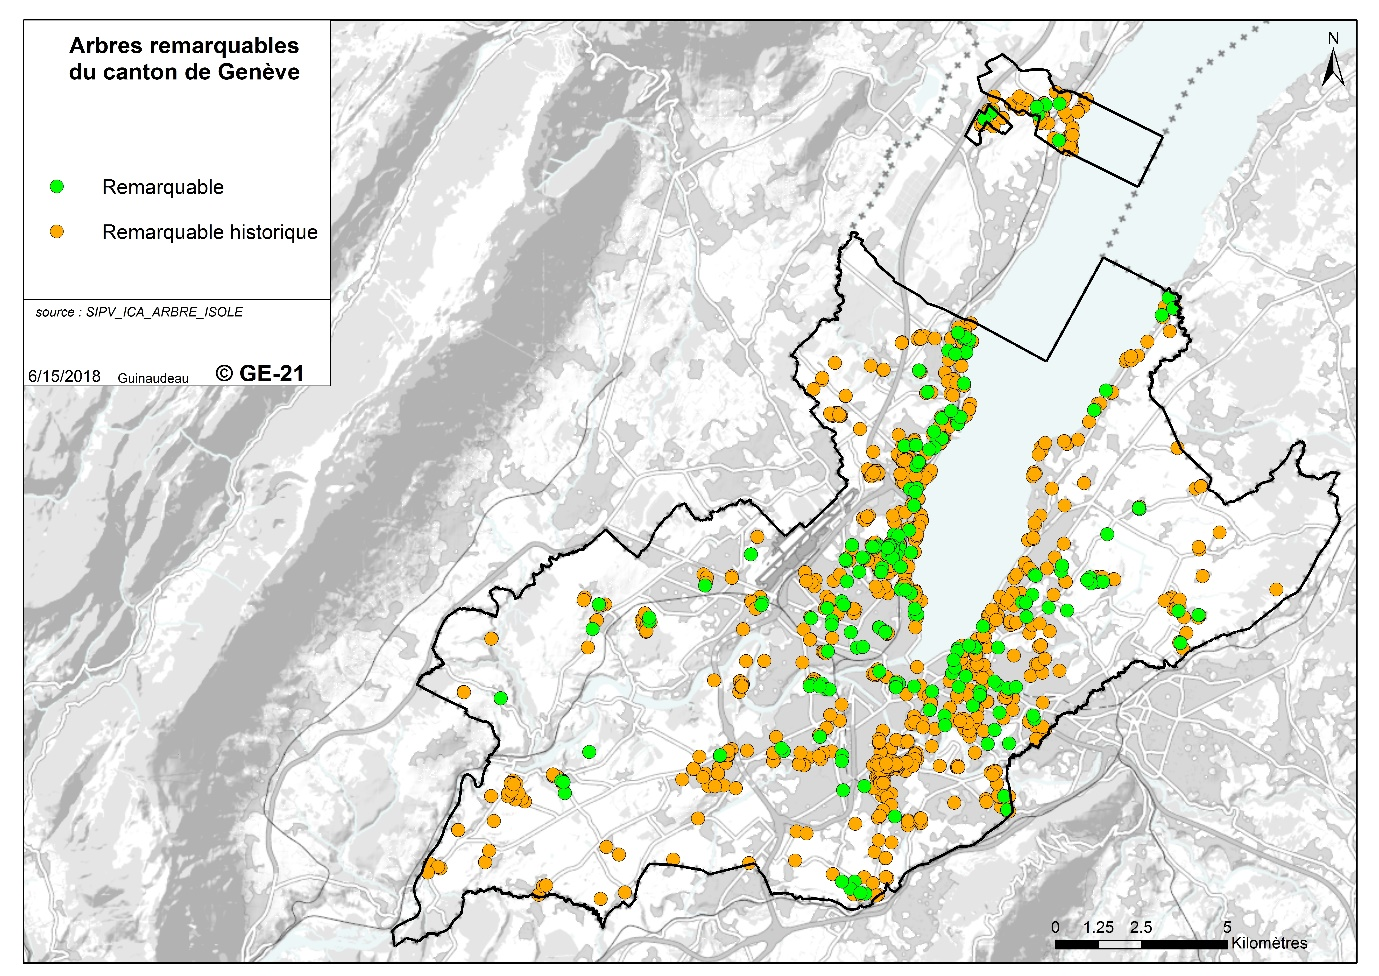 Arbres remarquables
du canton de Genève
Remarquable
Remarquable historique
source : SIPV_ICA_ARBRE_ISOLE
6/15/2018 Guinaudeau © GE-21
N
0 1.25 2.5 5
Kilomètres